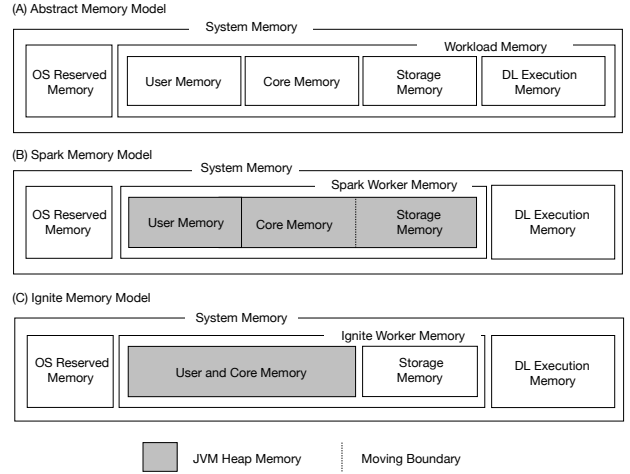 (A) Abstract Memory Model
System Memory
Workload Memory
OS Reserved
Memory
User Memory
Core Memory
Storage
Memory
DL Execution
Memory
(B) Spark Memory Model
System Memory
Spark Worker Memory
OS Reserved
Memory
User Memory
Core Memory
Storage
Memory
DL Execution
Memory
(C) Ignite Memory Model
System Memory
Ignite Worker Memory
OS Reserved
Memory
User and Core Memory
Storage
Memory
DL Execution
Memory
JVM Heap Memory
Moving Boundary